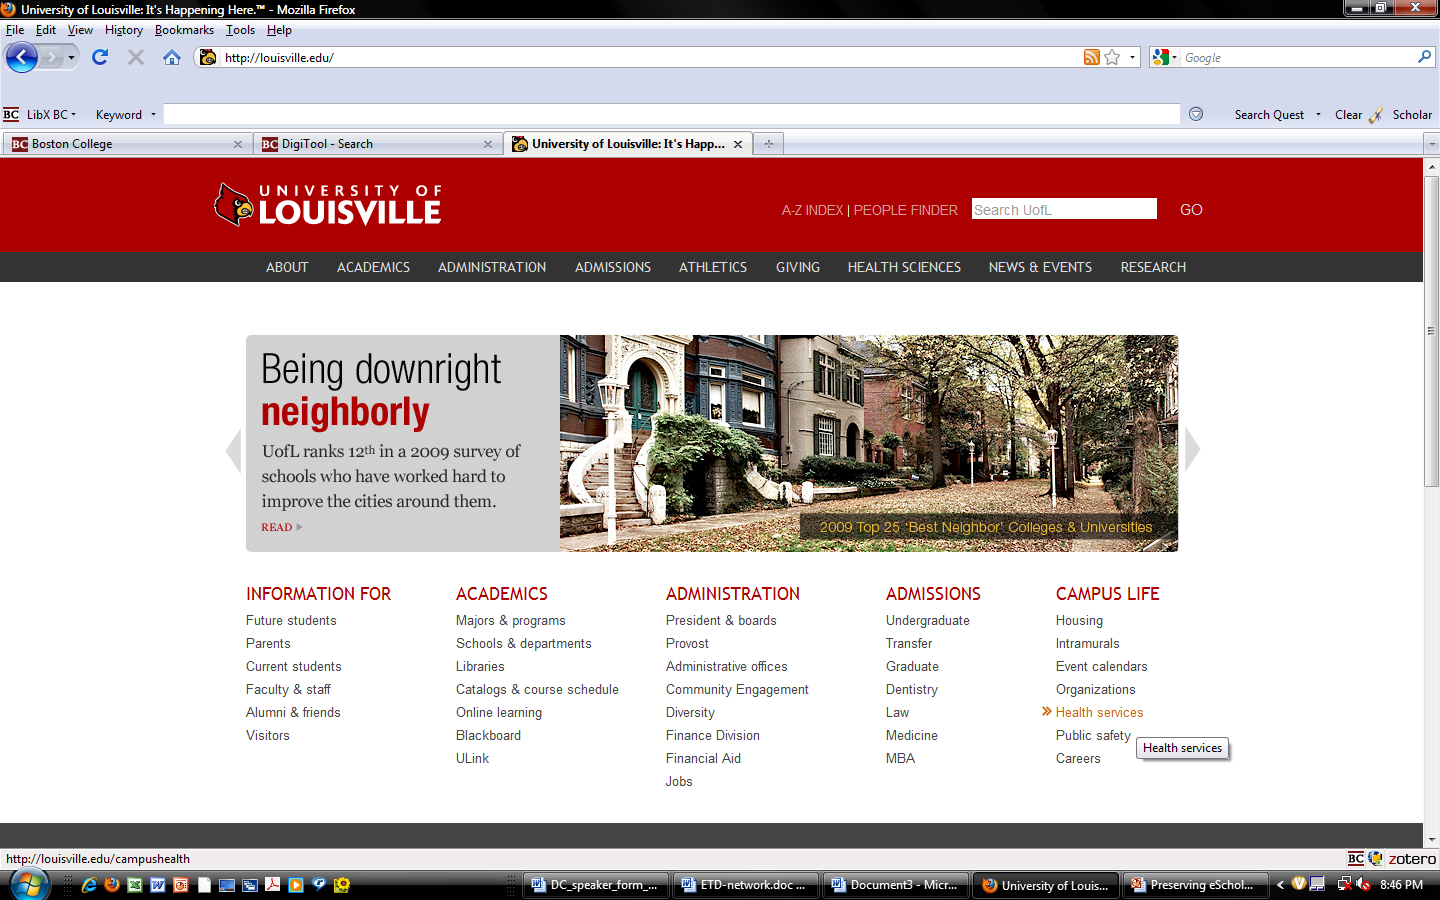 University of Louisville: It's Happening Here.™ - Mozilla Firefox
File Edit View History Bookmarks Tools Help
http://louisville.edu/
Google
BC LibX BC Keyword Search Quest Clear Scholar
BC Boston College
BC DigiTool - Search
University of Louisville: It's Happ...
UNIVERSITY OF
LOUISVILLE
A-Z INDEX | PEOPLE FINDER Search UofL GO
ABOUT ACADEMICS ADMINISTRATION ADMISSIONS ATHLETICS GIVING HEALTH SCIENCES NEWS & EVENTS RESEARCH
Being downright
neighborly
UofL ranks 12th in a 2009 survey of
schools who have worked hard to
improve the cities around them.
READ
2009 Top 25 'Best Neighbor' Colleges & Universities
INFORMATION FOR
Future students
Parents
Current students
Faculty & staff
Alumni & friends
Visitors
ACADEMICS
Majors & programs
Schools & departments
Libraries
Catalogs & course schedule
Online learning
Blackboard
ULink
ADMINISTRATION
President & boards
Provost
Administrative offices
Community Engagement
Diversity
Finance Division
Financial Aid
Jobs
ADMISSIONS
Undergraduate
Transfer
Graduate
Dentistry
Law
Medicine
MBA
CAMPUS LIFE
Housing
Intramurals
Event calendars
Organizations
» Health services
Public safety
Careers
Health services
http://louisville.edu/campushealth
BC zotero
DC_speaker_form_... ETD-network.doc ... Document3 - Micr... University of Louis... Preserving eSchol... 8:46 PM